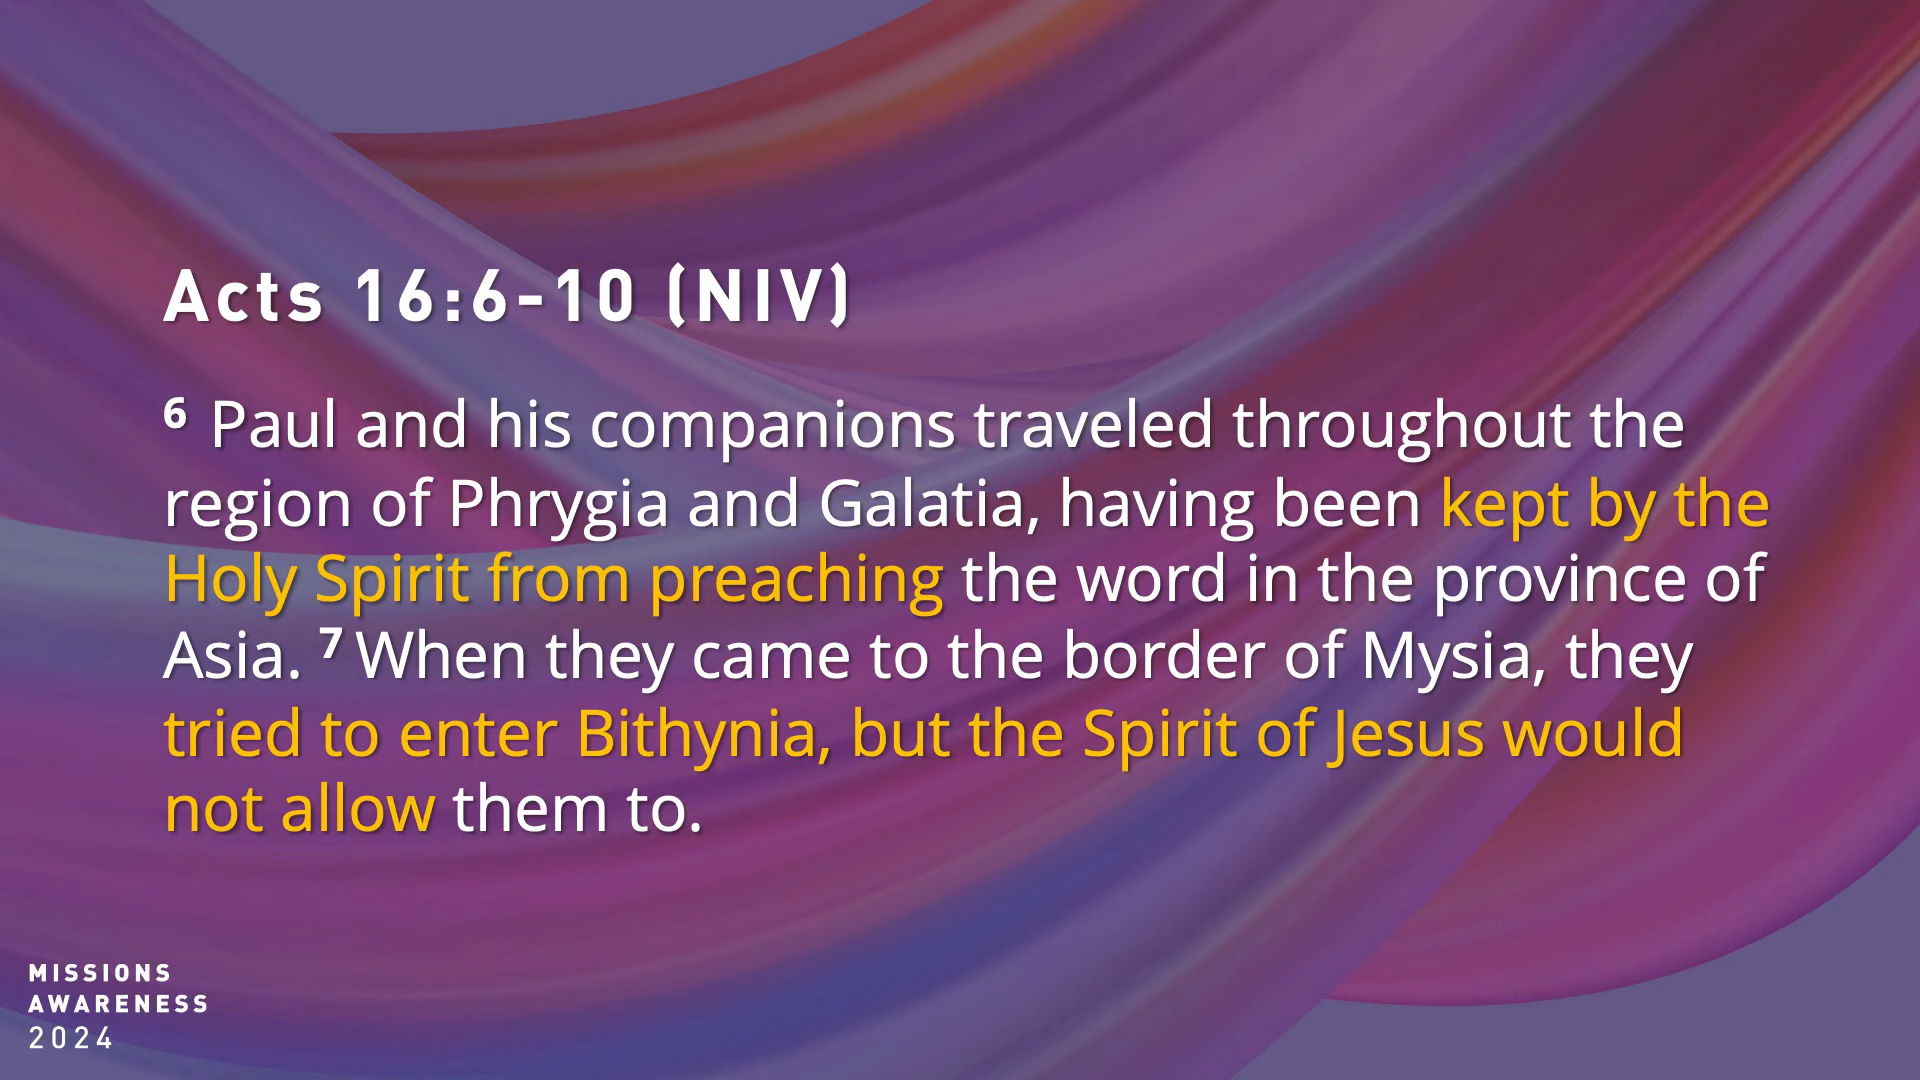 Acts 16:6-10 (NIV)
6 Paul and his companions traveled throughout the
region of Phrygia and Galatia, having been kept by the
Holy Spirit from preaching the word in the province of
Asia. 7 When they came to the border of Mysia, they
tried to enter Bithynia, but the Spirit of Jesus would
not allow them to.
MISSIONS
AWARENESS
2024